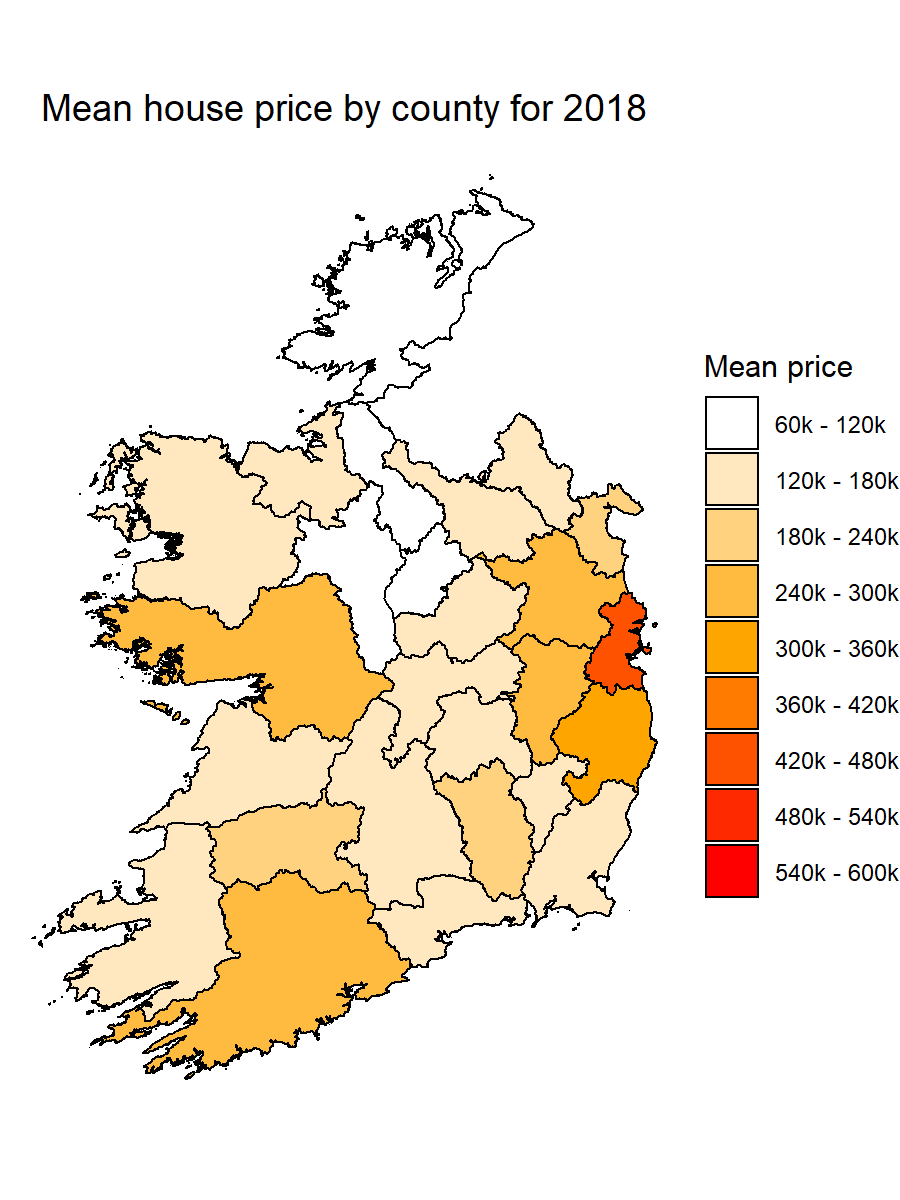 Mean house price by county for 2018
Mean price
60k - 120k
120k - 180k
180k - 240k
240k - 300k
300k - 360k
360k - 420k
420k - 480k
480k - 540k
540k - 600k